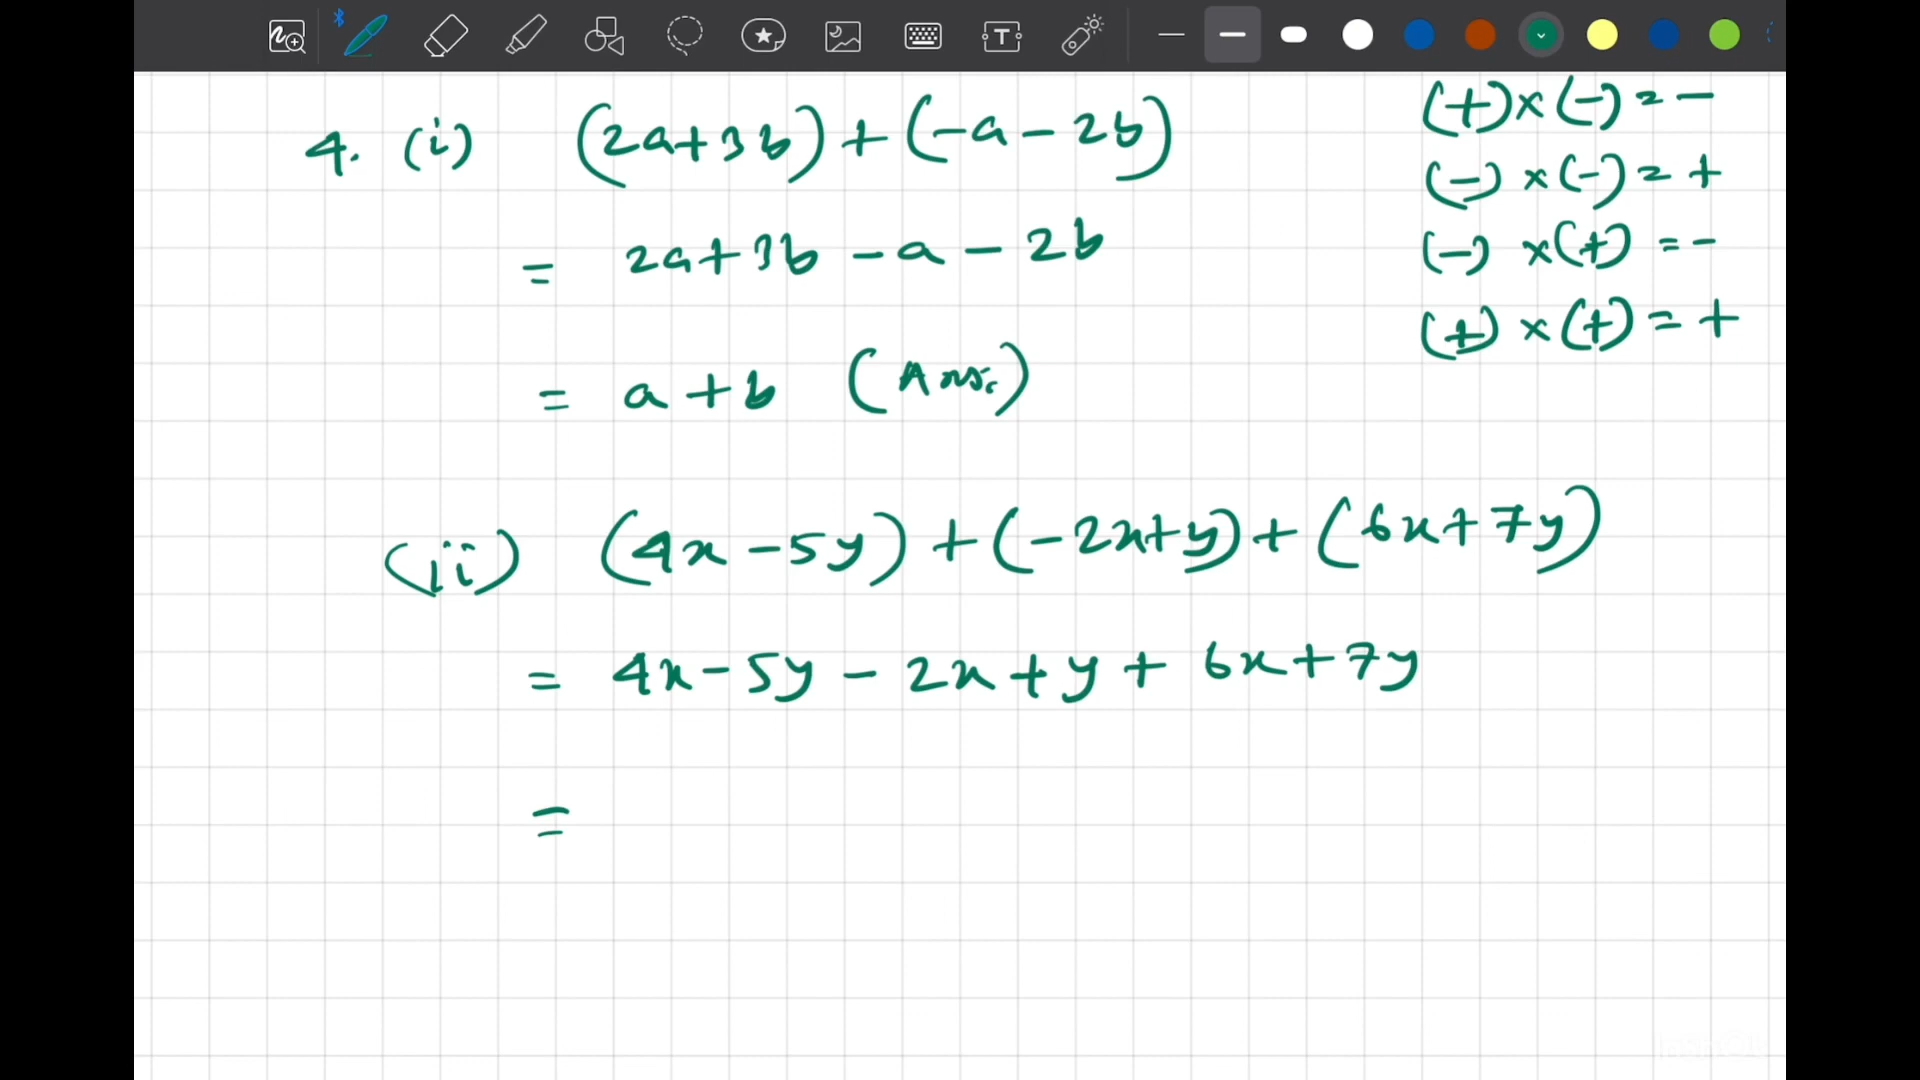 4. (i) (2a+3b)+(-a-2b)
= 2a+3b-a-2b
= a+b (Ans.)
(ii) (4x-5y)+(-2x+y)+(6x+7y)
= 4x-5y-2x+y+6x+7y
=
(+)×(-)=-
(-)×(-)=+
(-)×(+)=-
(+)×(+)=+